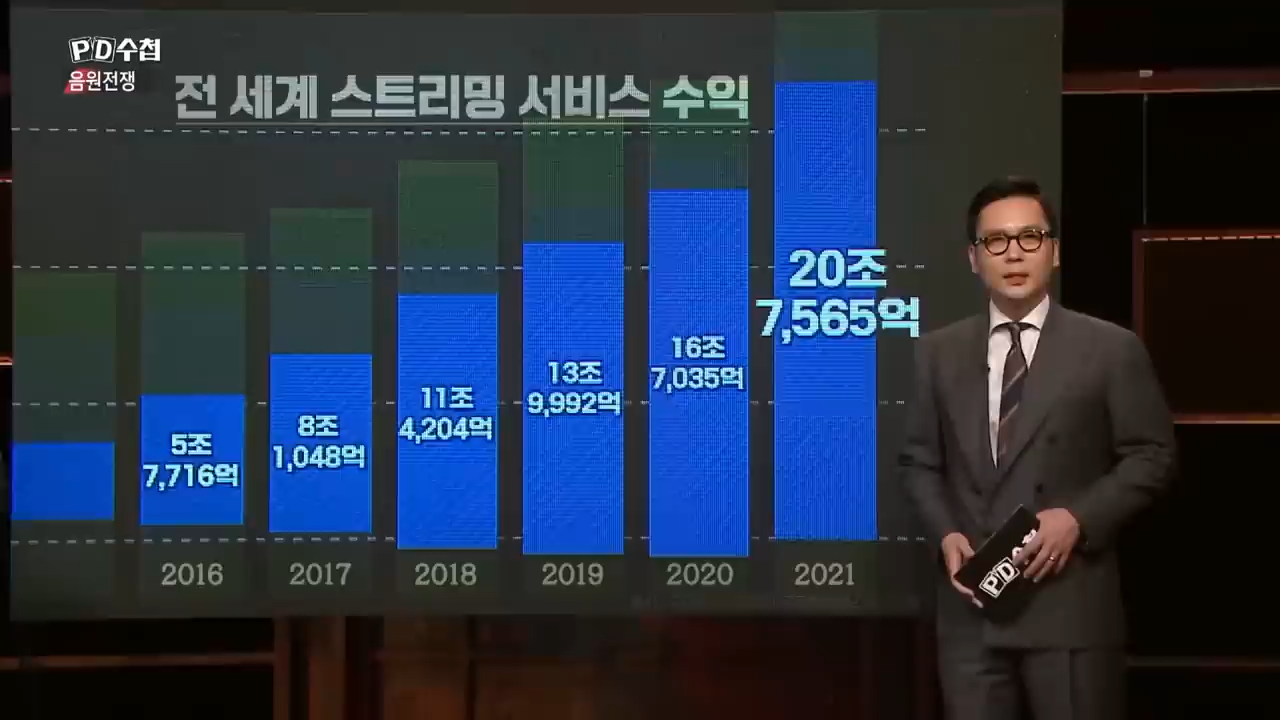 PD수첩
음원전쟁
전 세계 스트리밍 서비스 수익
5조
7,716억
8조
1,048억
11조
4,204억
13조
9,992억
16조
7,035억
20조
7,565억
2016 2017 2018 2019 2020 2021
PD수